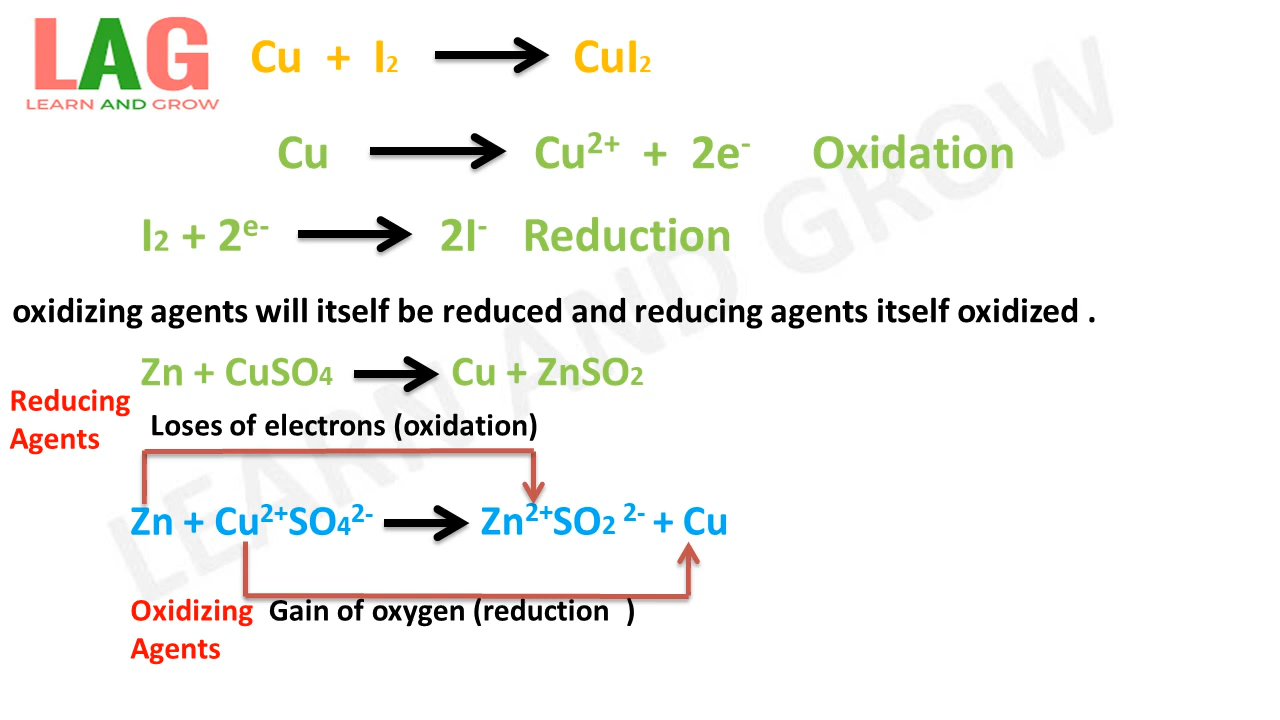 LAG
LEARN AND GROW
Cu + I₂ ⟶ CuI₂
Cu ⟶ Cu²⁺ + 2e⁻ Oxidation
I₂ + 2ᵉ⁻ ⟶ 2I⁻ Reduction
oxidizing agents will itself be reduced and reducing agents itself oxidized .
Zn + CuSO₄ ⟶ Cu + ZnSO₂
Reducing
Agents
Loses of electrons (oxidation)
Zn + Cu²⁺SO₄²⁻ ⟶ Zn²⁺SO₂ ²⁻ + Cu
Oxidizing
Agents
Gain of oxygen (reduction )
LEARN AND GROW